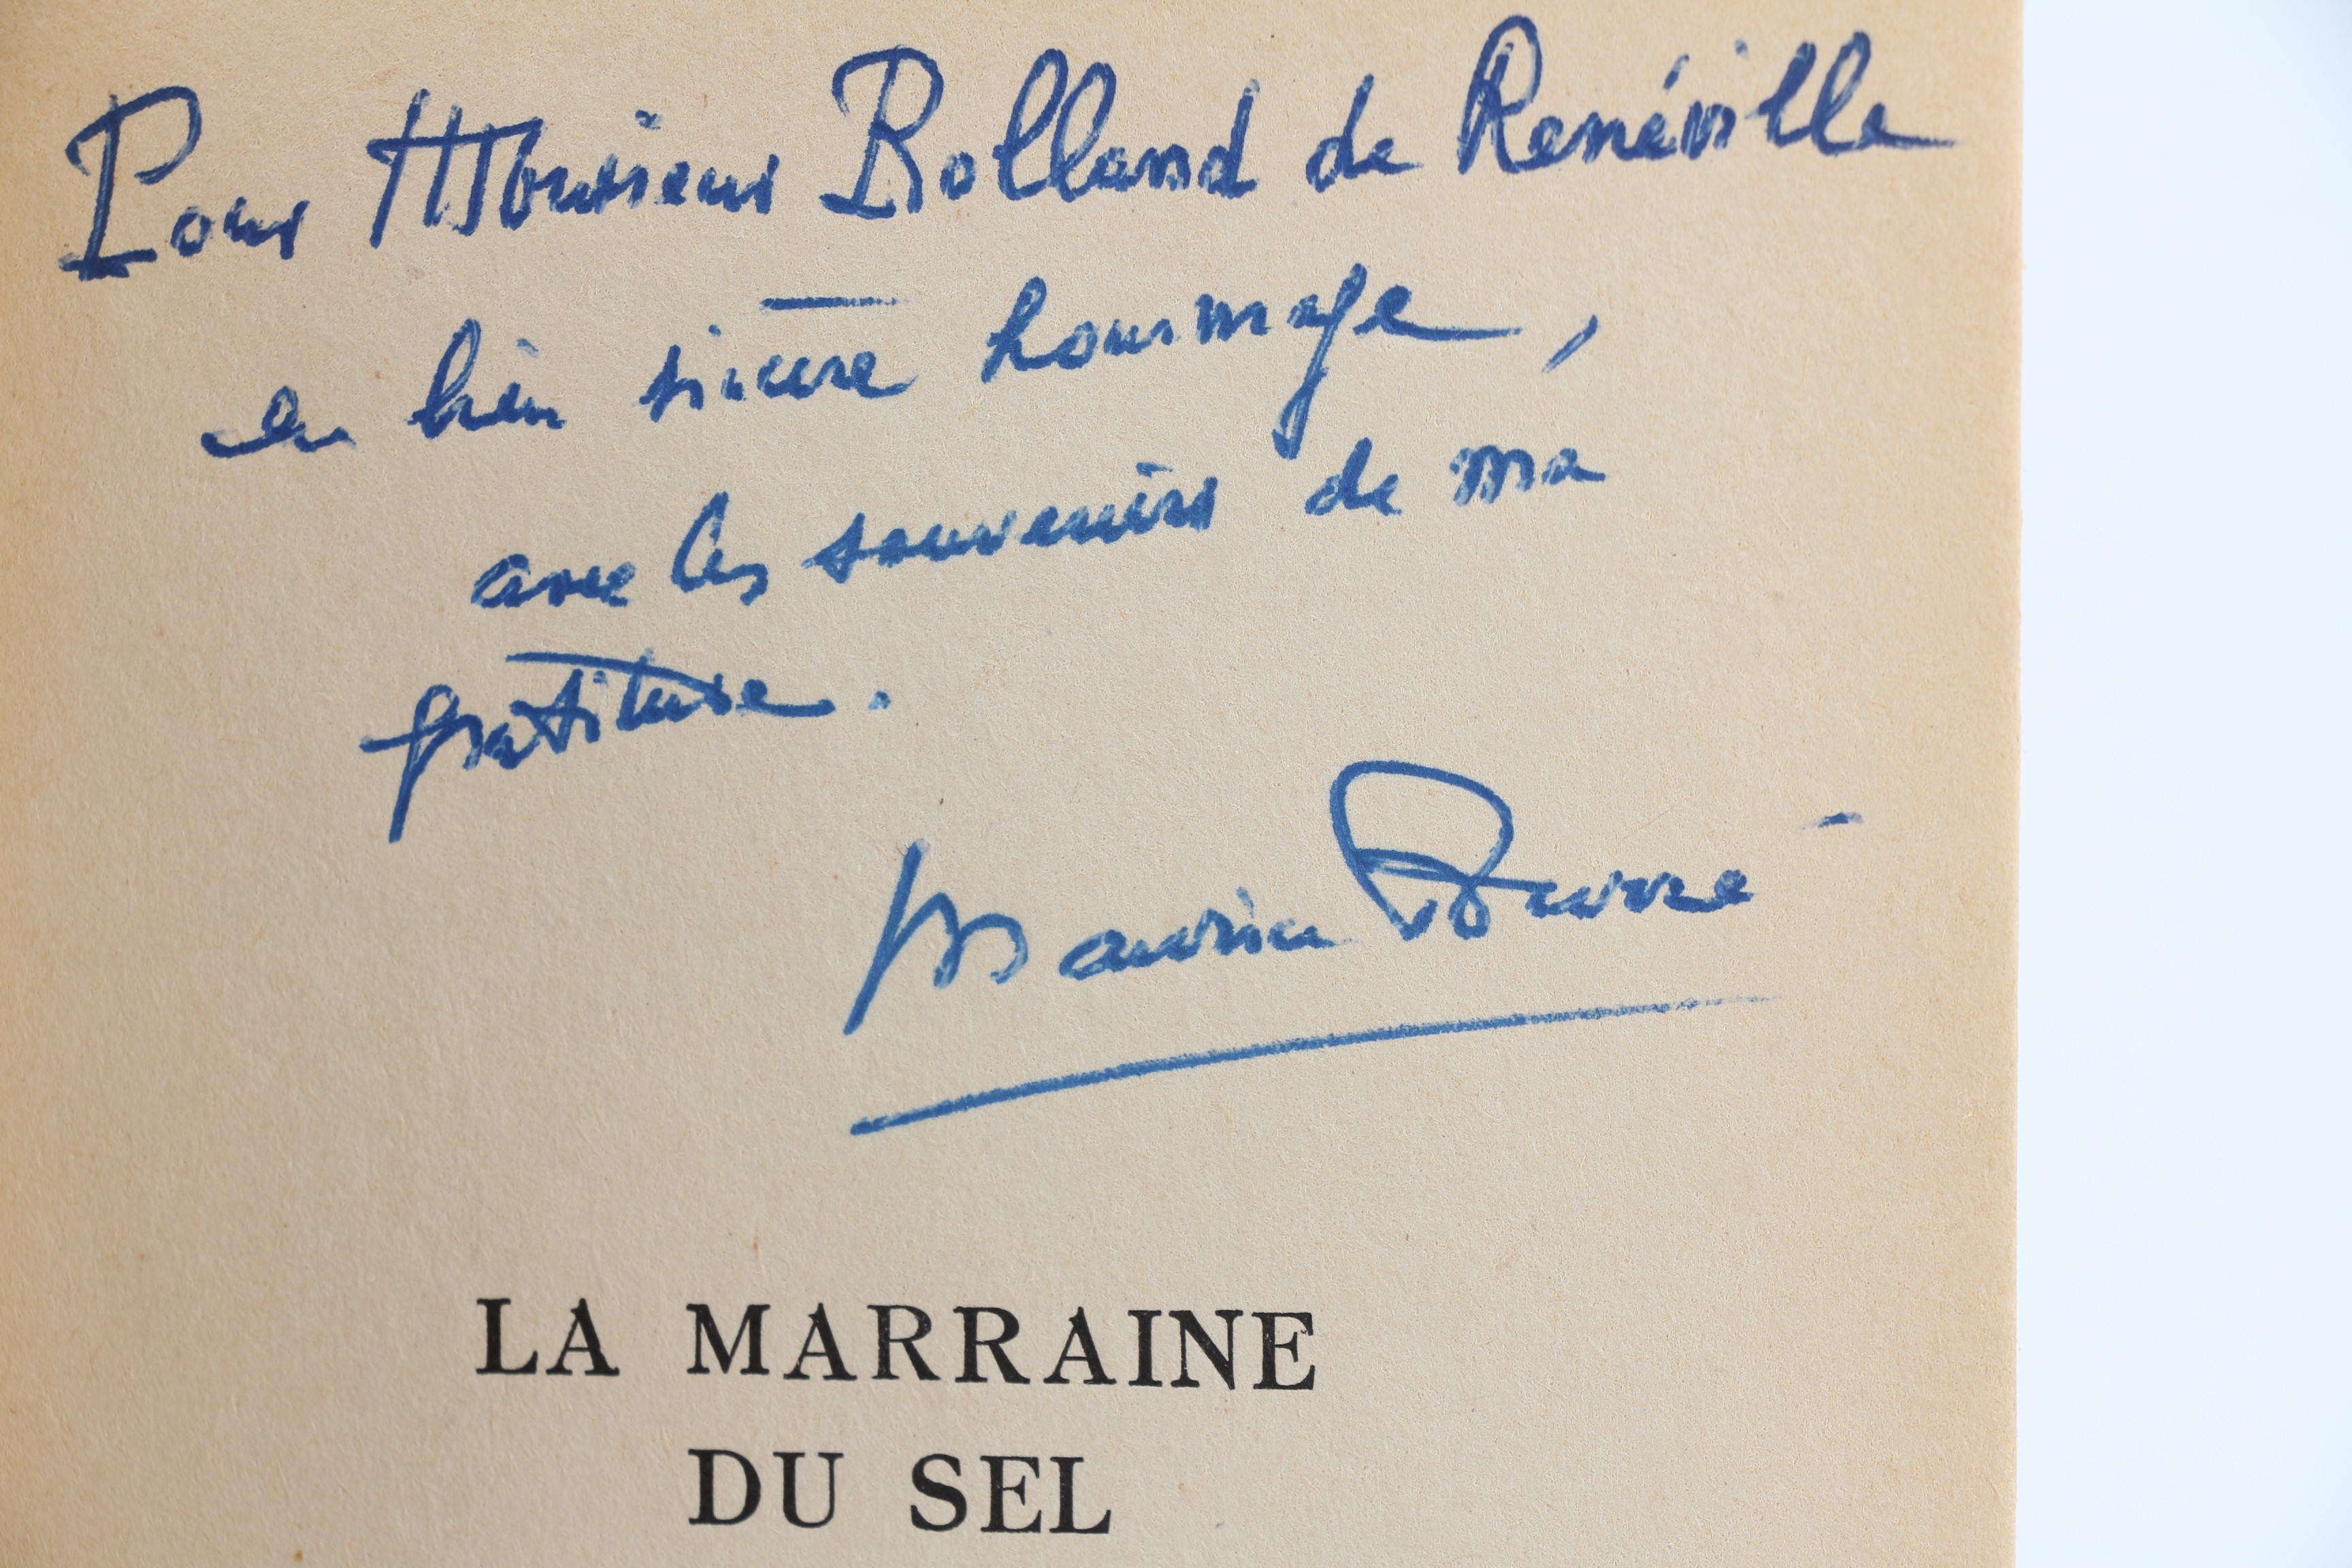 Pour Monsieur Rolland de Renéville
en bien sincère hommage,
avec les souvenirs de ma
gratitude.
Maurice Fourré
LA MARRAINE
DU SEL